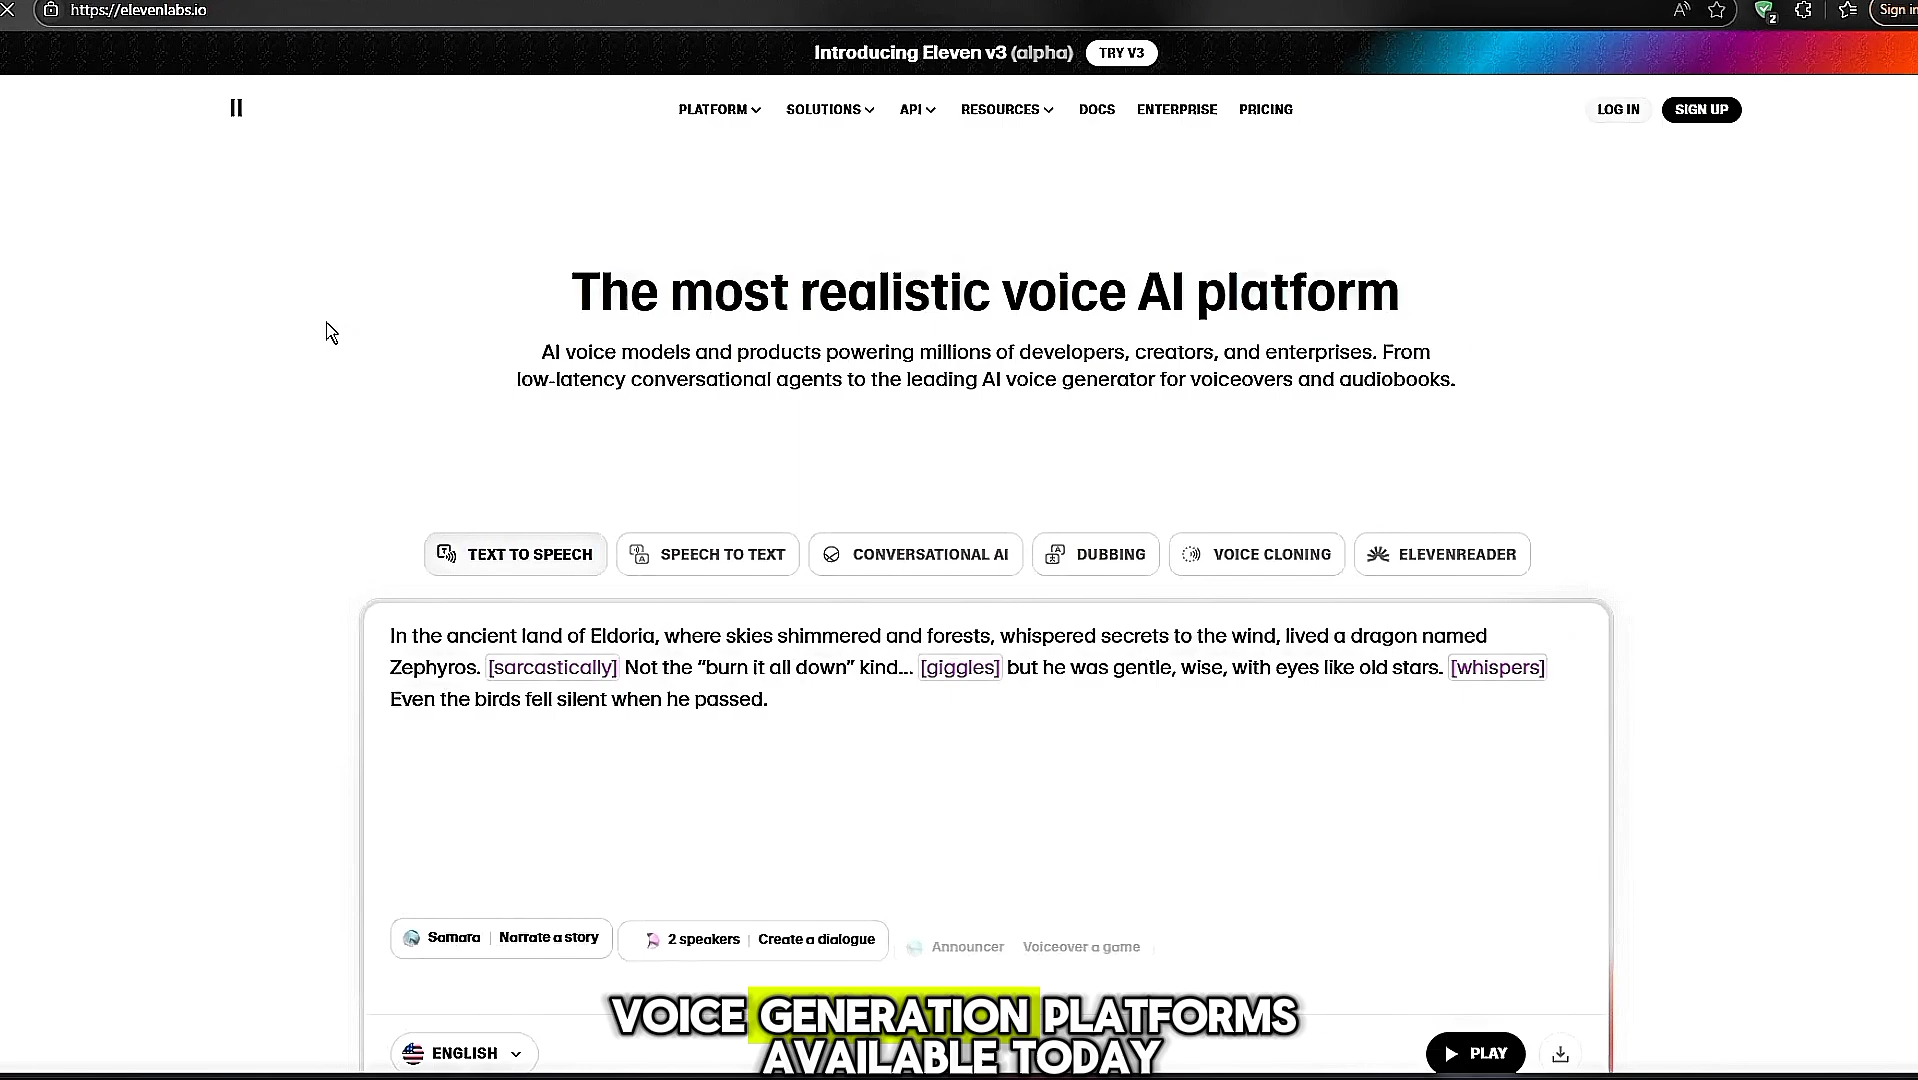 https://elevenlabs.io
Sign in
2
Introducing Eleven v3 (alpha) TRY V3
PLATFORM SOLUTIONS API RESOURCES DOCS ENTERPRISE PRICING LOG IN SIGN UP
The most realistic voice AI platform
AI voice models and products powering millions of developers, creators, and enterprises. From
low-latency conversational agents to the leading AI voice generator for voiceovers and audiobooks.
TEXT TO SPEECH SPEECH TO TEXT CONVERSATIONAL AI DUBBING VOICE CLONING ELEVENREADER
In the ancient land of Eldoria, where skies shimmered and forests, whispered secrets to the wind, lived a dragon named
Zephyros. [sarcastically] Not the “burn it all down” kind... [giggles] but he was gentle, wise, with eyes like old stars. [whispers]
Even the birds fell silent when he passed.
Samara | Narrate a story 2 speakers | Create a dialogue Announcer Voiceover a game
VOICE GENERATION PLATFORMS
AVAILABLE TODAY
ENGLISH PLAY